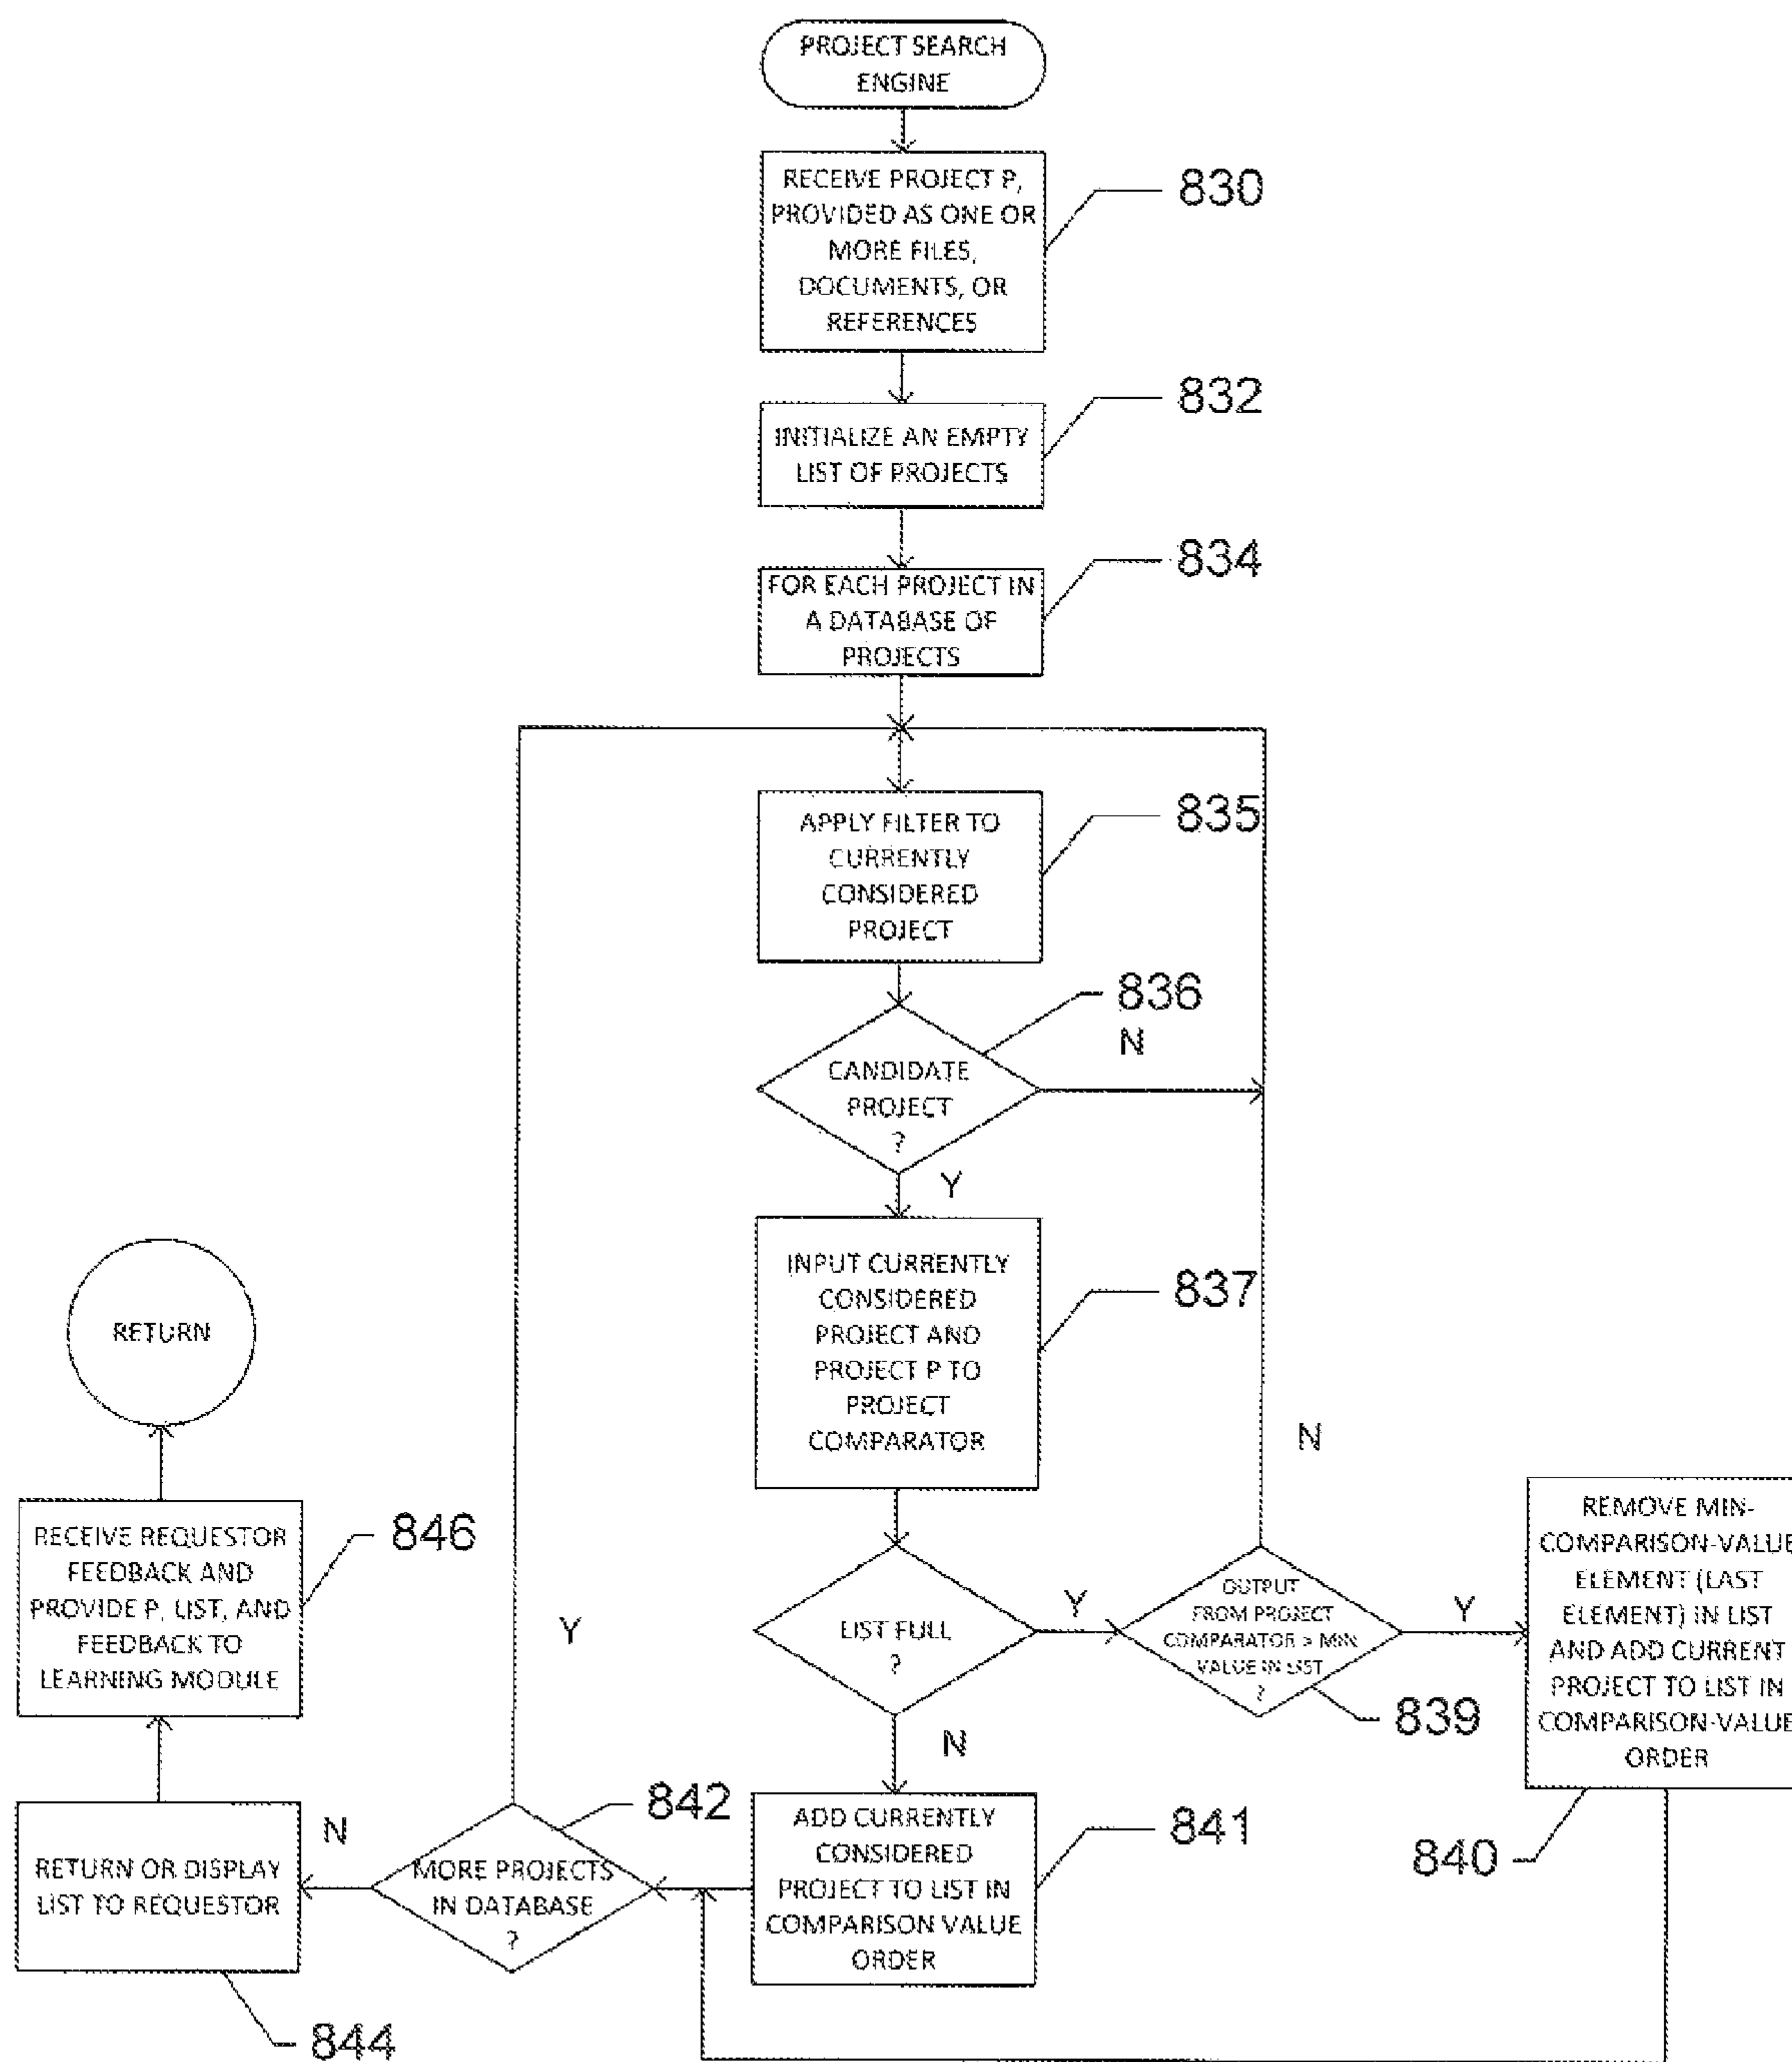 PROJECT SEARCH
ENGINE
RECEIVE PROJECT P,
PROVIDED AS ONE OR
MORE FILES,
DOCUMENTS, OR
REFERENCES
830
INITIALIZE AN EMPTY
LIST OF PROJECTS
832
FOR EACH PROJECT IN
A DATABASE OF
PROJECTS
834
APPLY FILTER TO
CURRENTLY
CONSIDERED
PROJECT
835
CANDIDATE
PROJECT
?
836
N
Y
INPUT CURRENTLY
CONSIDERED
PROJECT AND
PROJECT P TO
PROJECT
COMPARATOR
837
LIST FULL
?
Y
N
OUTPUT
FROM PROJECT
COMPARATOR > MIN
VALUE IN LIST
?
839
N
Y
REMOVE MIN-
COMPARISON-VALUE
ELEMENT (LAST
ELEMENT) IN LIST
AND ADD CURRENT
PROJECT TO LIST IN
COMPARISON-VALUE
ORDER
840
ADD CURRENTLY
CONSIDERED
PROJECT TO LIST IN
COMPARISON VALUE
ORDER
841
MORE PROJECTS
IN DATABASE
?
842
Y
N
RETURN OR DISPLAY
LIST TO REQUESTOR
844
RECEIVE REQUESTOR
FEEDBACK AND
PROVIDE P, LIST, AND
FEEDBACK TO
LEARNING MODULE
846
RETURN